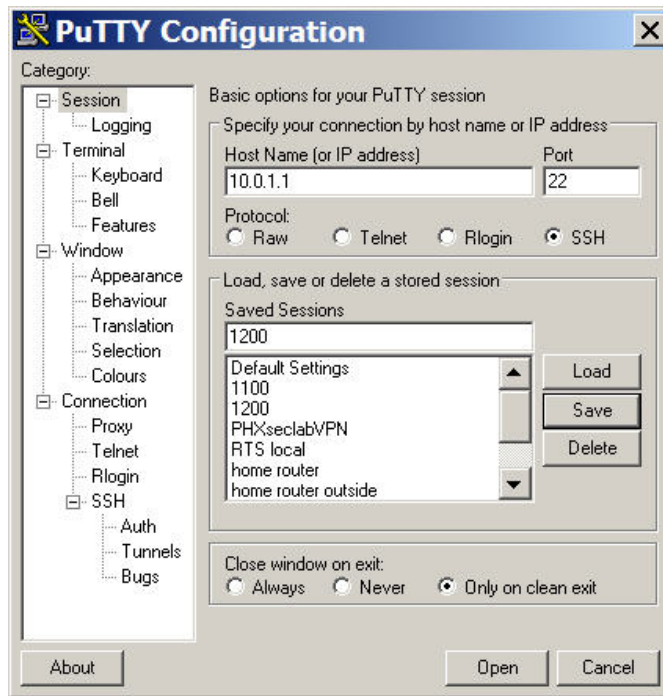 PuTTY Configuration
Category:
Session
Logging
Terminal
Keyboard
Bell
Features
Window
Appearance
Behaviour
Translation
Selection
Colours
Connection
Proxy
Telnet
Rlogin
SSH
Auth
Tunnels
Bugs
Basic options for your PuTTY session
Specify your connection by host name or IP address
Host Name (or IP address) Port
10.0.1.1 22
Protocol:
Raw Telnet Rlogin SSH
Load, save or delete a stored session
Saved Sessions
1200
Default Settings
1100
1200
PHXseclabVPN
RTS local
home router
home router outside
Load
Save
Delete
Close window on exit:
Always Never Only on clean exit
About Open Cancel